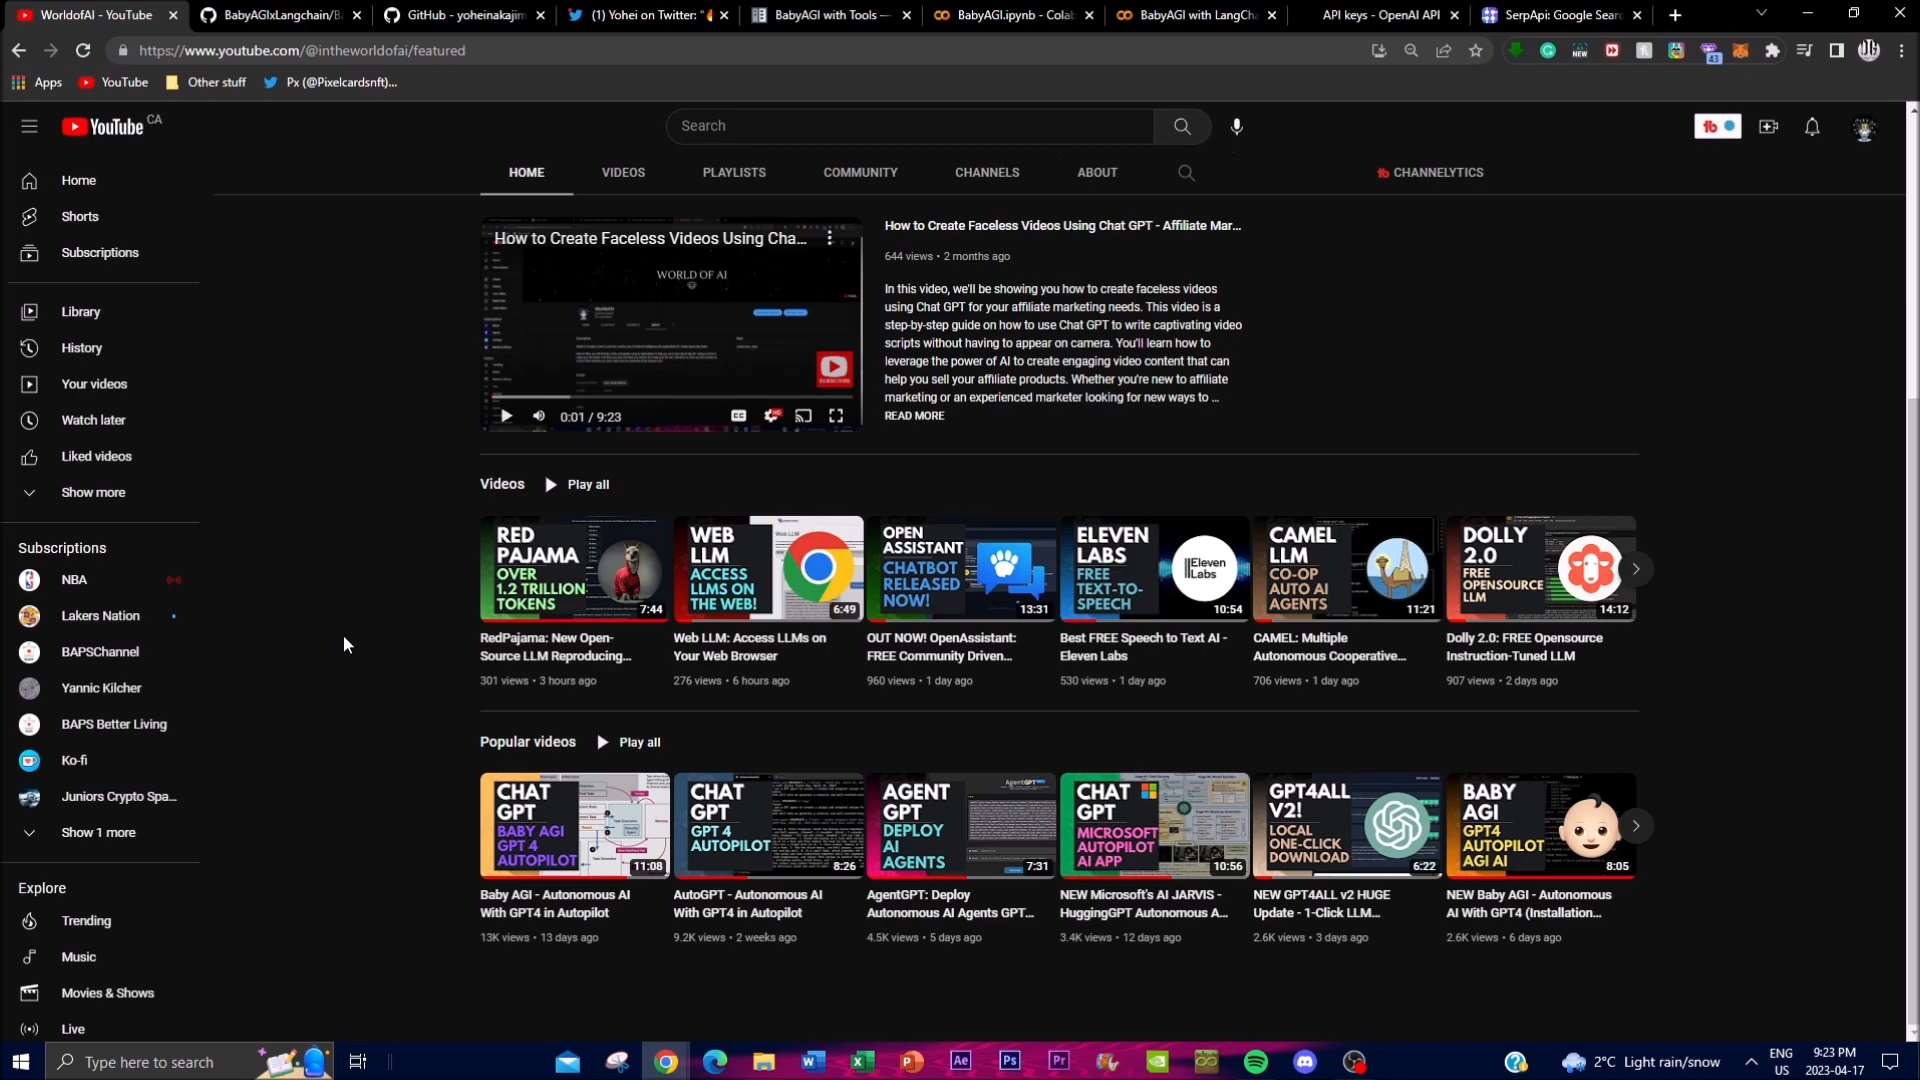 WorldofAI - YouTube
BabyAGIxLangchain/B
GitHub - yoheinakajim
(1) Yohei on Twitter: "
BabyAGI with Tools —
BabyAGI.ipynb - Colab
BabyAGI with LangCha
API keys - OpenAI API
SerpApi: Google Searc
https://www.youtube.com/@intheworldofai/featured
NEW
43
Apps
YouTube
Other stuff
Px (@Pixelcardsnft)...
YouTube CA
Search
HOME
VIDEOS
PLAYLISTS
COMMUNITY
CHANNELS
ABOUT
CHANNELYTICS
Home
Shorts
Subscriptions
Library
History
Your videos
Watch later
Liked videos
Show more
Subscriptions
NBA
Lakers Nation
BAPSChannel
Yannic Kilcher
BAPS Better Living
Ko-fi
Juniors Crypto Spa...
Show 1 more
Explore
Trending
Music
Movies & Shows
Live
How to Create Faceless Videos Using Cha...
WORLD OF AI
SUBSCRIBE
0:01 / 9:23
CC
HD
How to Create Faceless Videos Using Chat GPT - Affiliate Mar...
644 views • 2 months ago
In this video, we'll be showing you how to create faceless videos
using Chat GPT for your affiliate marketing needs. This video is a
step-by-step guide on how to use Chat GPT to write captivating video
scripts without having to appear on camera. You'll learn how to
leverage the power of AI to create engaging video content that can
help you sell your affiliate products. Whether you're new to affiliate
marketing or an experienced marketer looking for new ways to ...
READ MORE
Videos
Play all
RED
PAJAMA
OVER
1.2 TRILLION
TOKENS
7:44
RedPajama: New Open-
Source LLM Reproducing...
301 views • 3 hours ago
WEB
LLM
ACCESS
LLMS ON
THE WEB!
6:49
Web LLM: Access LLMs on
Your Web Browser
276 views • 6 hours ago
OPEN
ASSISTANT
CHATBOT
RELEASED
NOW!
13:31
OUT NOW! OpenAssistant:
FREE Community Driven...
960 views • 1 day ago
ELEVEN
LABS
FREE
TEXT-TO-
SPEECH
IIEleven
Labs
10:54
Best FREE Speech to Text AI -
Eleven Labs
530 views • 1 day ago
CAMEL
LLM
CO-OP
AUTO AI
AGENTS
11:21
CAMEL: Multiple
Autonomous Cooperative...
706 views • 1 day ago
DOLLY
2.0
FREE
OPENSOURCE
LLM
14:12
Dolly 2.0: FREE Opensource
Instruction-Tuned LLM
907 views • 2 days ago
Popular videos
Play all
CHAT
GPT
BABY AGI
GPT 4
AUTOPILOT
11:08
Baby AGI - Autonomous AI
With GPT4 in Autopilot
13K views • 13 days ago
CHAT
GPT
GPT 4
AUTOPILOT
8:26
AutoGPT - Autonomous AI
With GPT4 in Autopilot
9.2K views • 2 weeks ago
AGENT
GPT
DEPLOY
AI
AGENTS
AgentGPT
7:31
AgentGPT: Deploy
Autonomous AI Agents GPT...
4.5K views • 5 days ago
CHAT
GPT
MICROSOFT
AUTOPILOT
AI APP
10:56
NEW Microsoft's AI JARVIS -
HuggingGPT Autonomous A...
3.4K views • 12 days ago
GPT4ALL
V2!
LOCAL
ONE-CLICK
DOWNLOAD
6:22
NEW GPT4ALL v2 HUGE
Update - 1-Click LLM...
2.6K views • 3 days ago
BABY
AGI
GPT4
AUTOPILOT
AGI AI
8:05
NEW Baby AGI - Autonomous
AI With GPT4 (Installation...
2.6K views • 6 days ago
Type here to search
Ae
Ps
Pr
2°C Light rain/snow
ENG
US
9:23 PM
2023-04-17